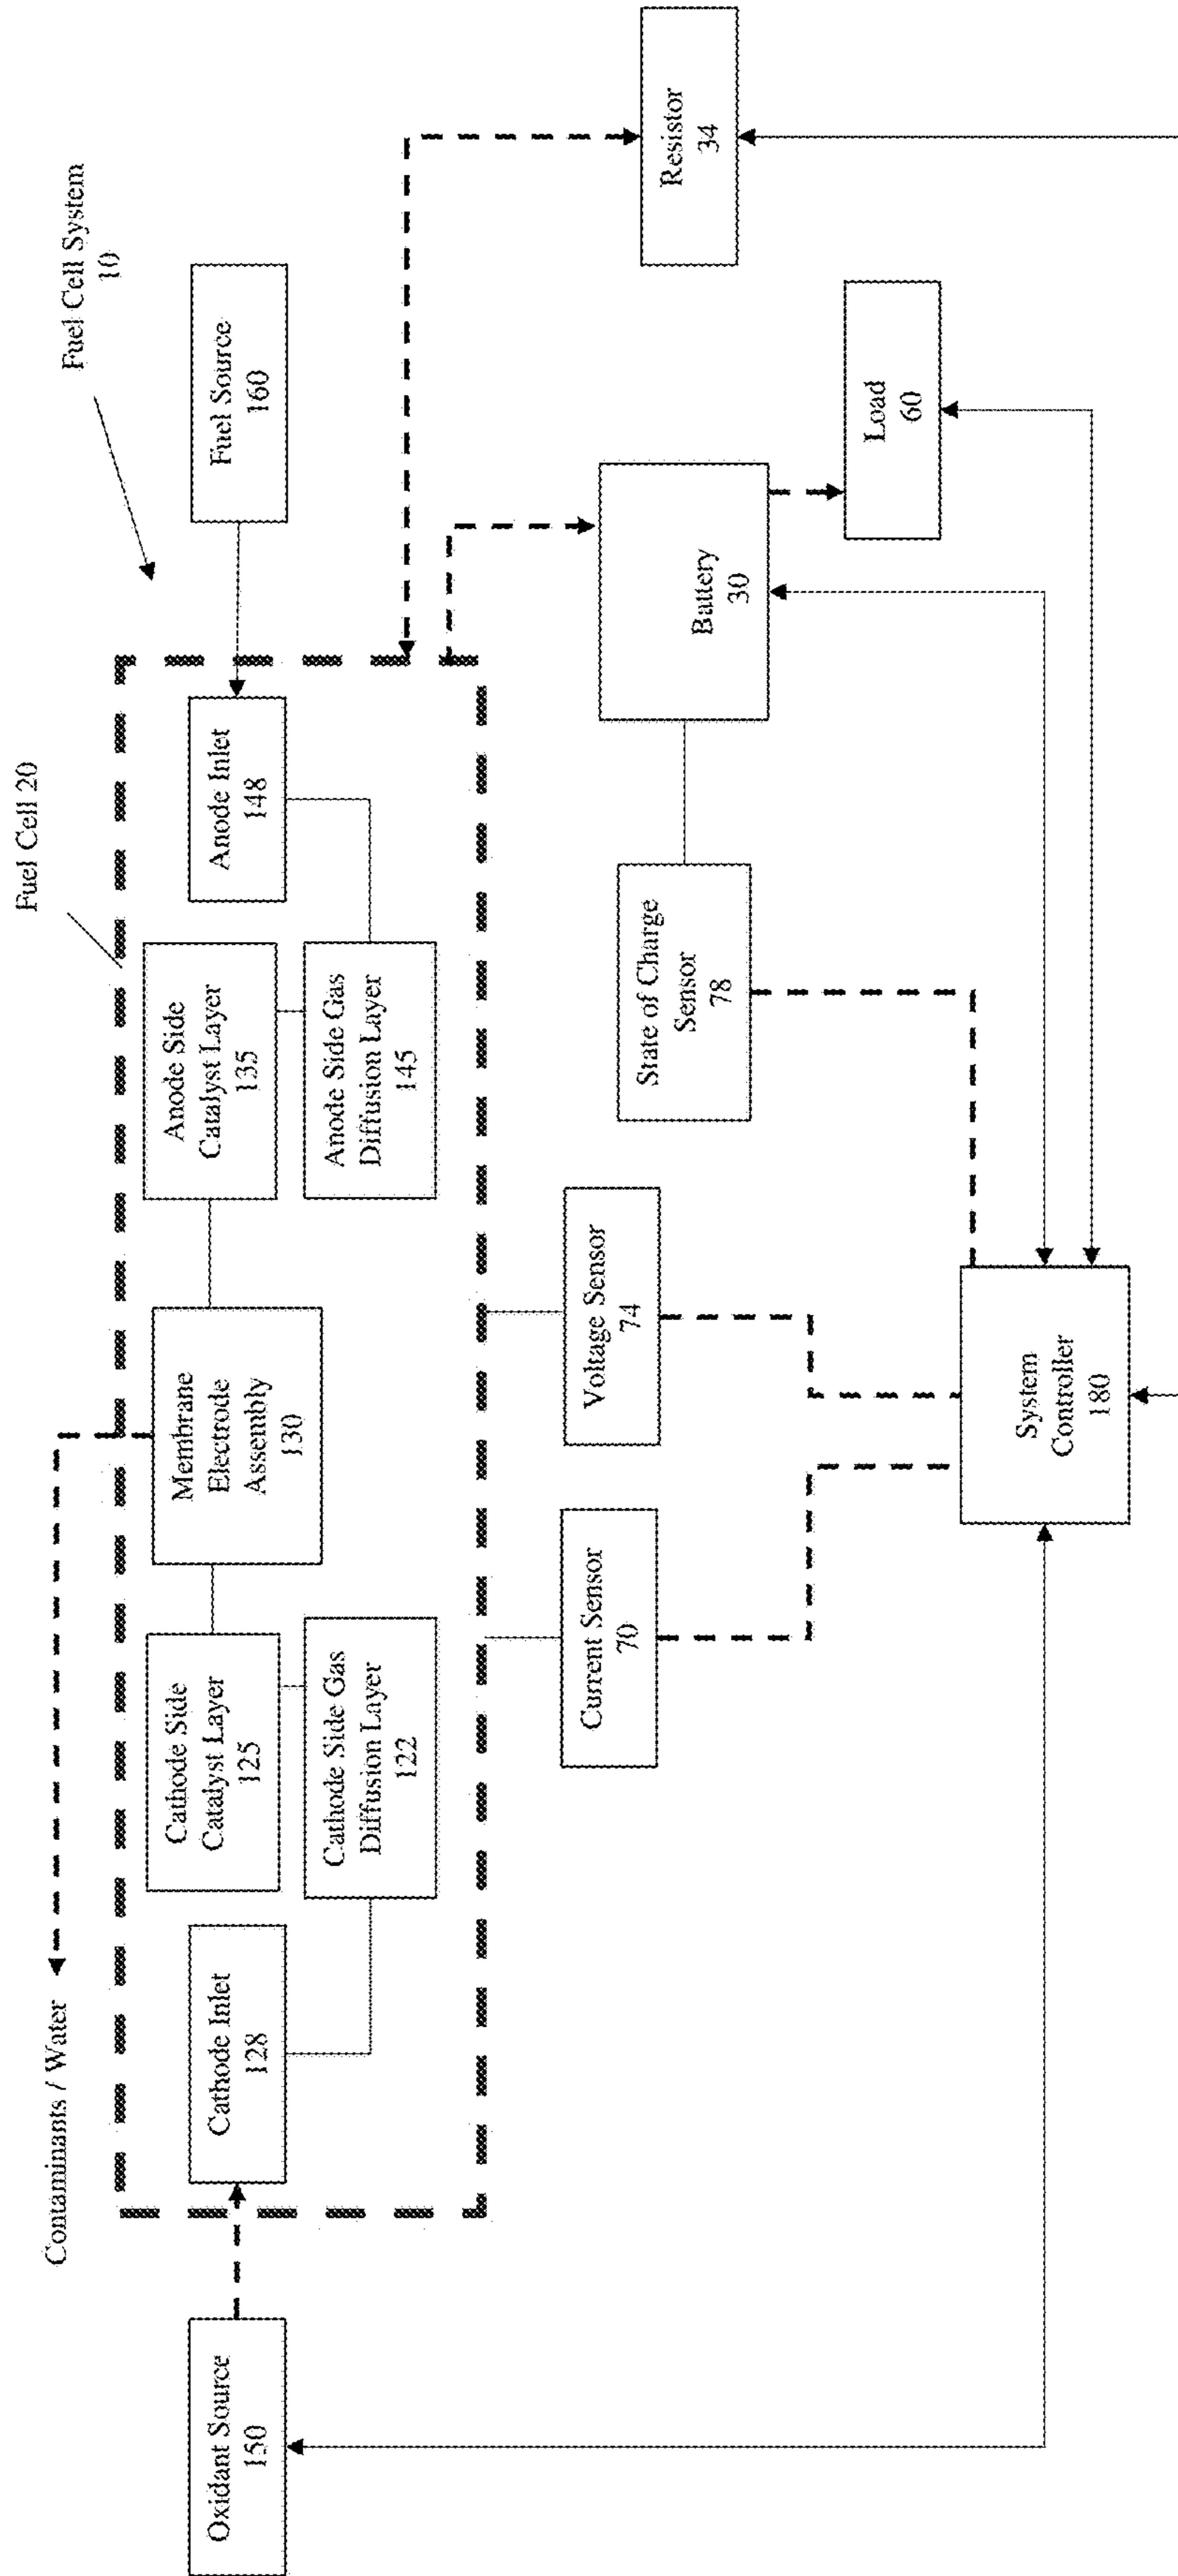 Fuel Cell System
10
Fuel Cell 20
Contaminants / Water
Oxidant Source
150
Cathode Inlet
128
Cathode Side
Catalyst Layer
125
Cathode Side Gas
Diffusion Layer
122
Membrane
Electrode
Assembly
130
Anode Side
Catalyst Layer
135
Anode Side Gas
Diffusion Layer
145
Anode Inlet
148
Fuel Source
160
Current Sensor
70
Voltage Sensor
74
State of Charge
Sensor
78
Battery
30
Resistor
34
Load
60
System
Controller
180